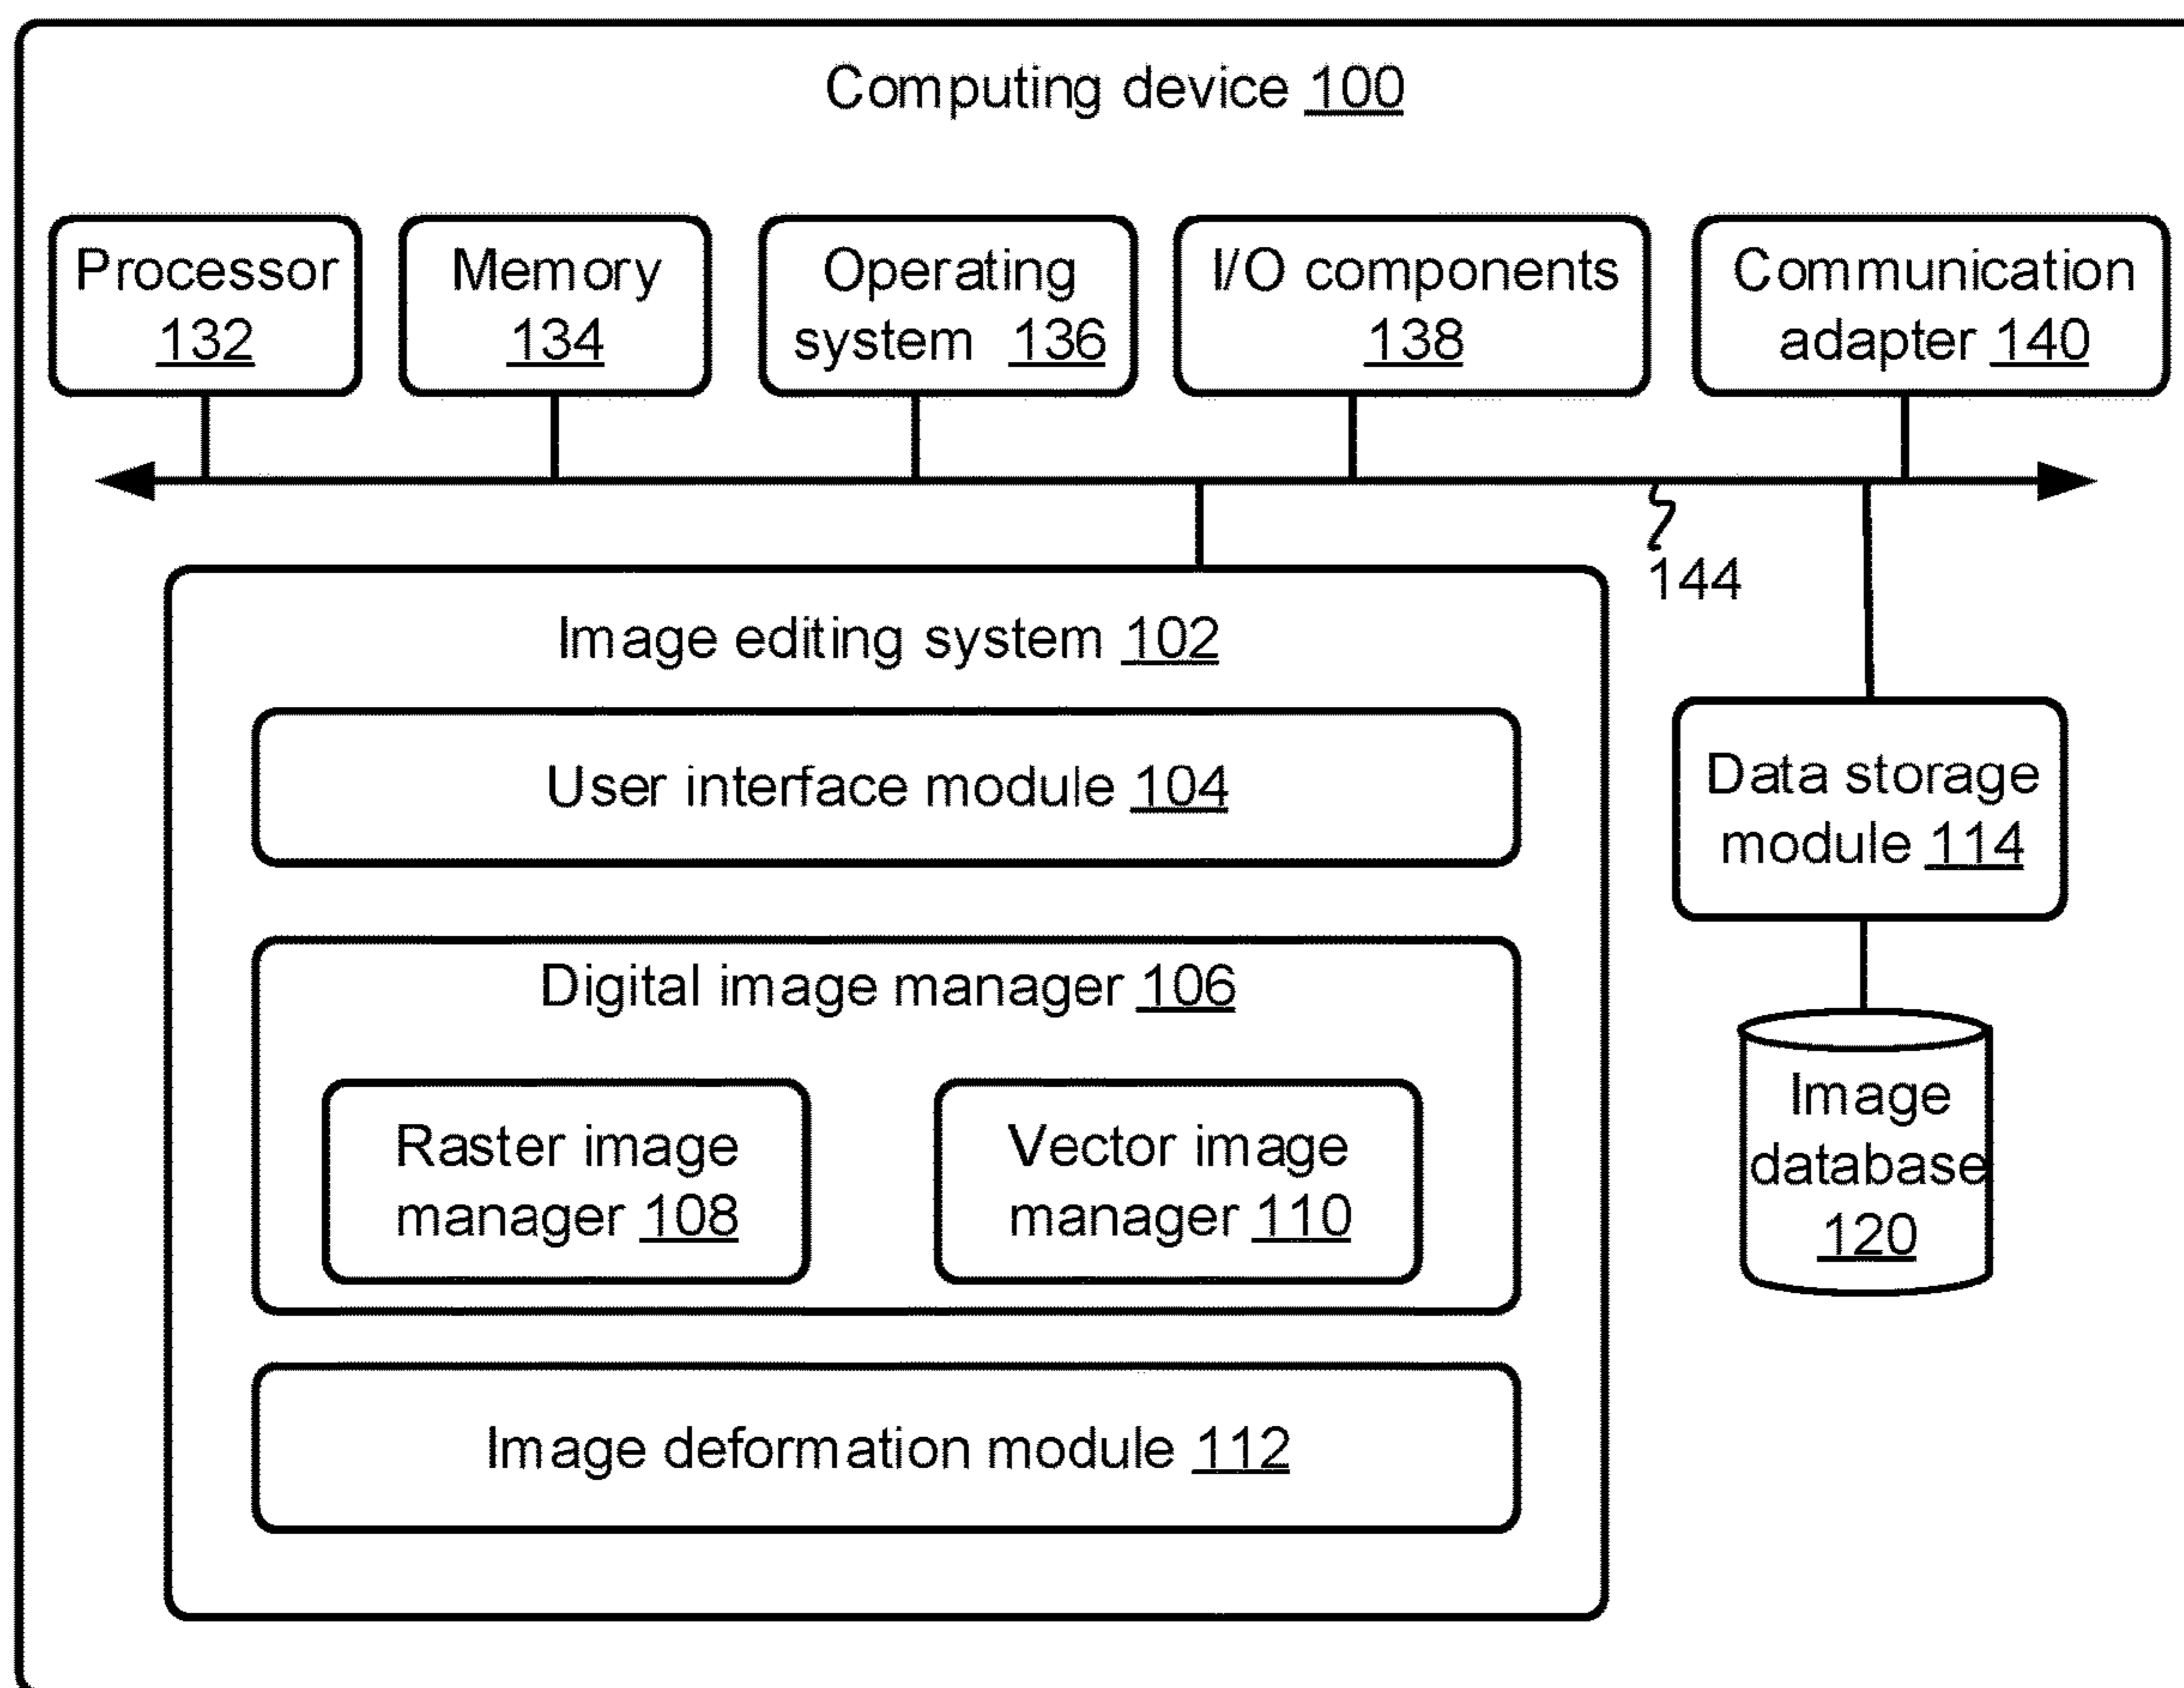 Computing device 100
Processor
132
Memory
134
Operating
system 136
I/O components
138
Communication
adapter 140
144
Image editing system 102
User interface module 104
Digital image manager 106
Raster image
manager 108
Vector image
manager 110
Image deformation module 112
Data storage
module 114
Image
database
120